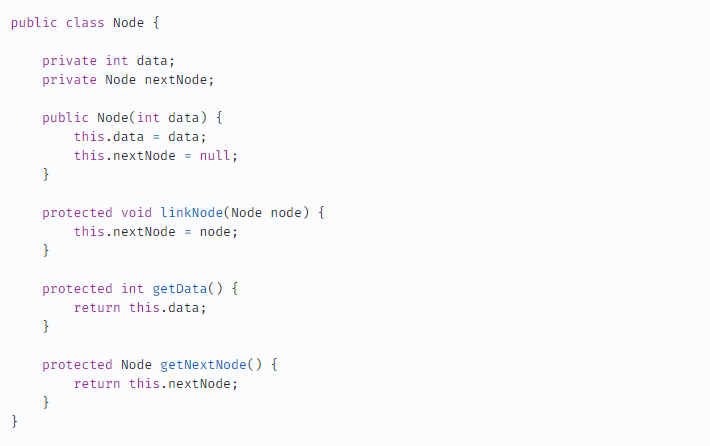 public class Node {
    private int data;
    private Node nextNode;
    public Node(int data) {
        this.data = data;
        this.nextNode = null;
    }
    protected void linkNode(Node node) {
        this.nextNode = node;
    }
    protected int getData() {
        return this.data;
    }
    protected Node getNextNode() {
        return this.nextNode;
    }
}